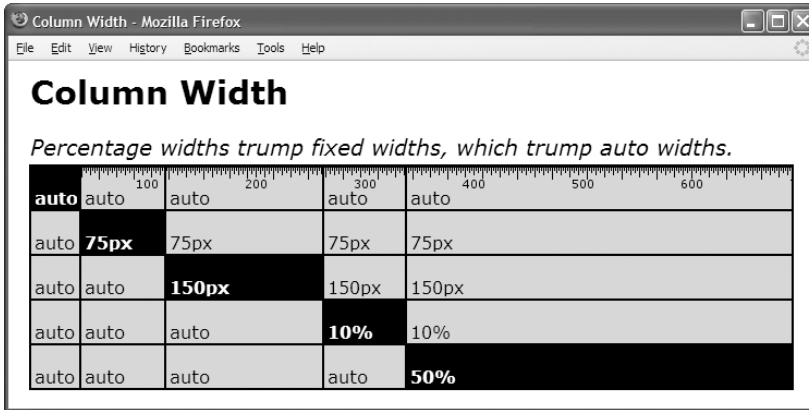 Column Width - Mozilla Firefox
File Edit View History Bookmarks Tools Help
Column Width
Percentage widths trump fixed widths, which trump auto widths.
100 200 300 400 500 600
auto auto auto auto auto
auto 75px 75px 75px 75px
auto auto 150px 150px 150px
auto auto auto 10% 10%
auto auto auto auto 50%